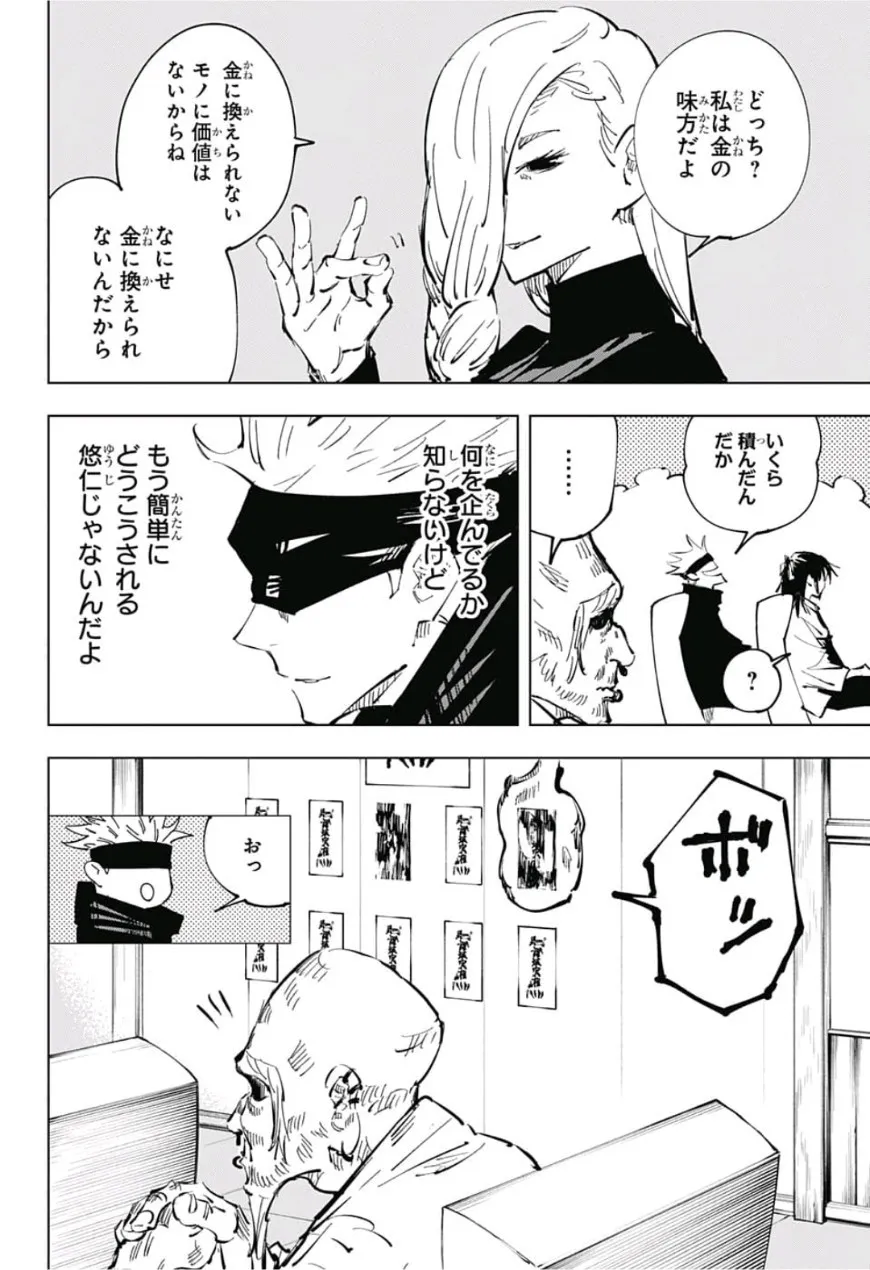 どっち？
私は金の
味方だよ
金に換えられない
モノに価値は
ないからね
なにせ
金に換えられ
ないんだから
いくら
積んだん
だか
？
……
何を企んでるか
知らないけど
もう簡単に
どうこうされる
悠仁じゃないんだよ
ボッ
おっ